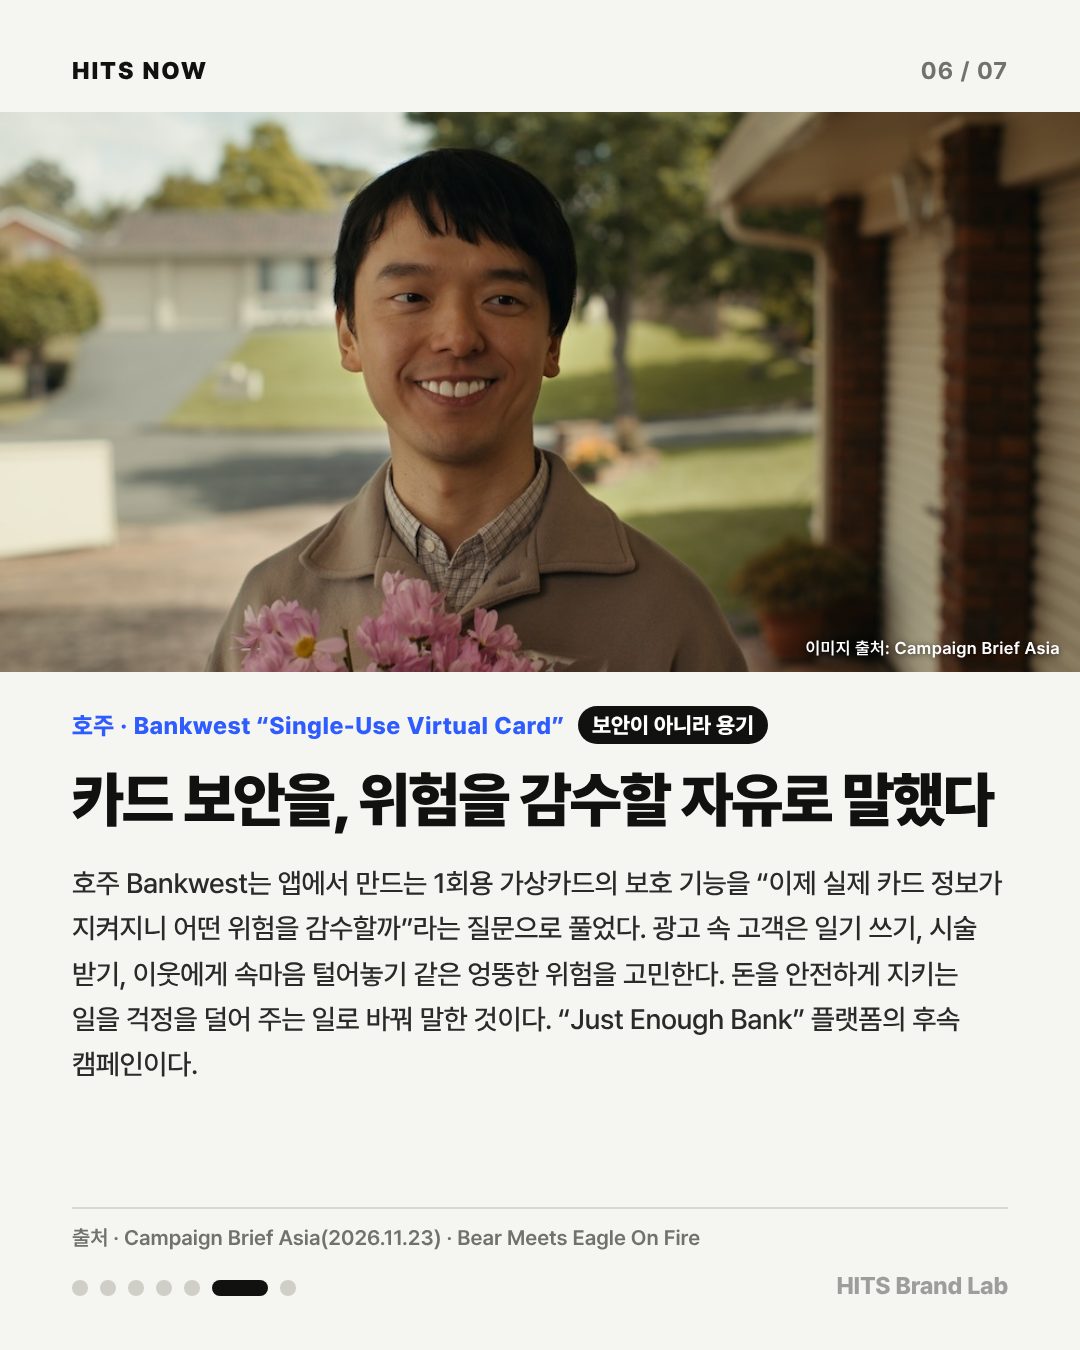 HITS NOW
06 / 07
이미지 출처: Campaign Brief Asia
호주 · Bankwest “Single-Use Virtual Card”
보안이 아니라 용기
카드 보안을, 위험을 감수할 자유로 말했다
호주 Bankwest는 앱에서 만드는 1회용 가상카드의 보호 기능을 “이제 실제 카드 정보가
지켜지니 어떤 위험을 감수할까”라는 질문으로 풀었다. 광고 속 고객은 일기 쓰기, 시술
받기, 이웃에게 속마음 털어놓기 같은 엉뚱한 위험을 고민한다. 돈을 안전하게 지키는
일을 걱정을 덜어 주는 일로 바꿔 말한 것이다. “Just Enough Bank” 플랫폼의 후속
캠페인이다.
출처 · Campaign Brief Asia(2026.11.23) · Bear Meets Eagle On Fire
HITS Brand Lab